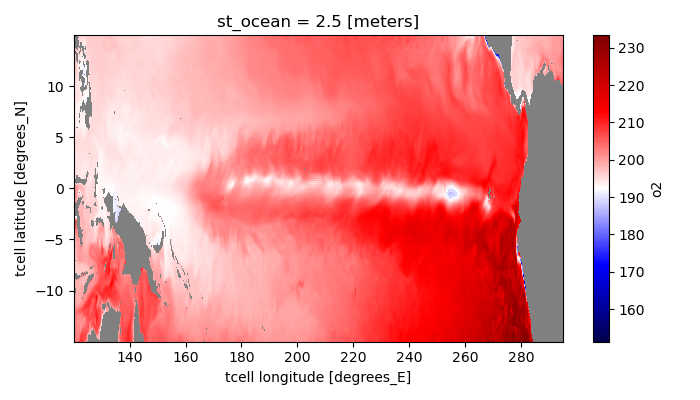 st_ocean = 2.5 [meters]
10
5
0
−5
−10
tcell latitude [degrees_N]
140 160 180 200 220 240 260 280
tcell longitude [degrees_E]
230
220
210
200
190
180
170
160
o2